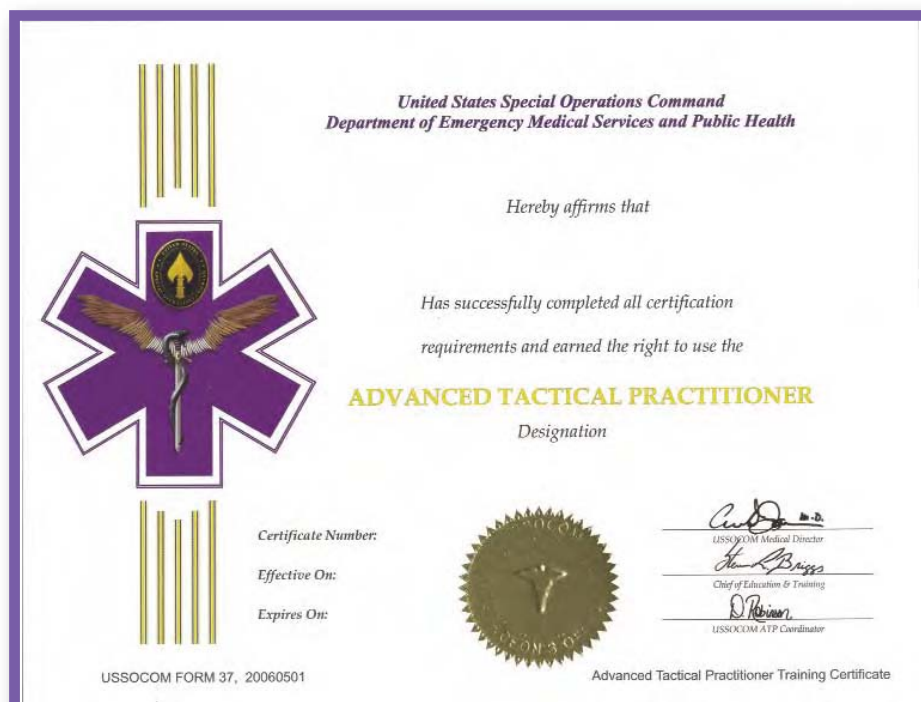 United States Special Operations Command
Department of Emergency Medical Services and Public Health
Hereby affirms that
Has successfully completed all certification
requirements and earned the right to use the
ADVANCED TACTICAL PRACTITIONER
Designation
Certificate Number:
Effective On:
Expires On:
USSOCOM
M.D.
USSOCOM Medical Director
Briggs
Chief of Education & Training
D. Robinson
USSOCOM ATP Coordinator
USSOCOM FORM 37, 20060501
Advanced Tactical Practitioner Training Certificate